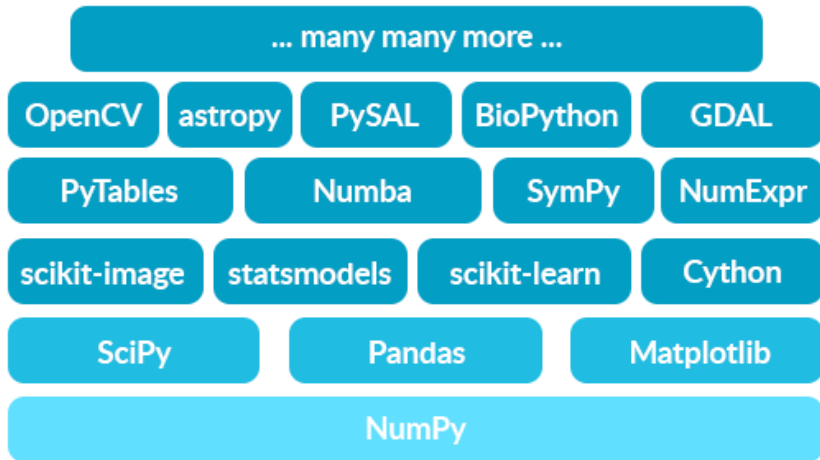 ... many many more ...
OpenCV astropy PySAL BioPython GDAL
PyTables Numba SymPy NumExpr
scikit-image statsmodels scikit-learn Cython
SciPy Pandas Matplotlib
NumPy